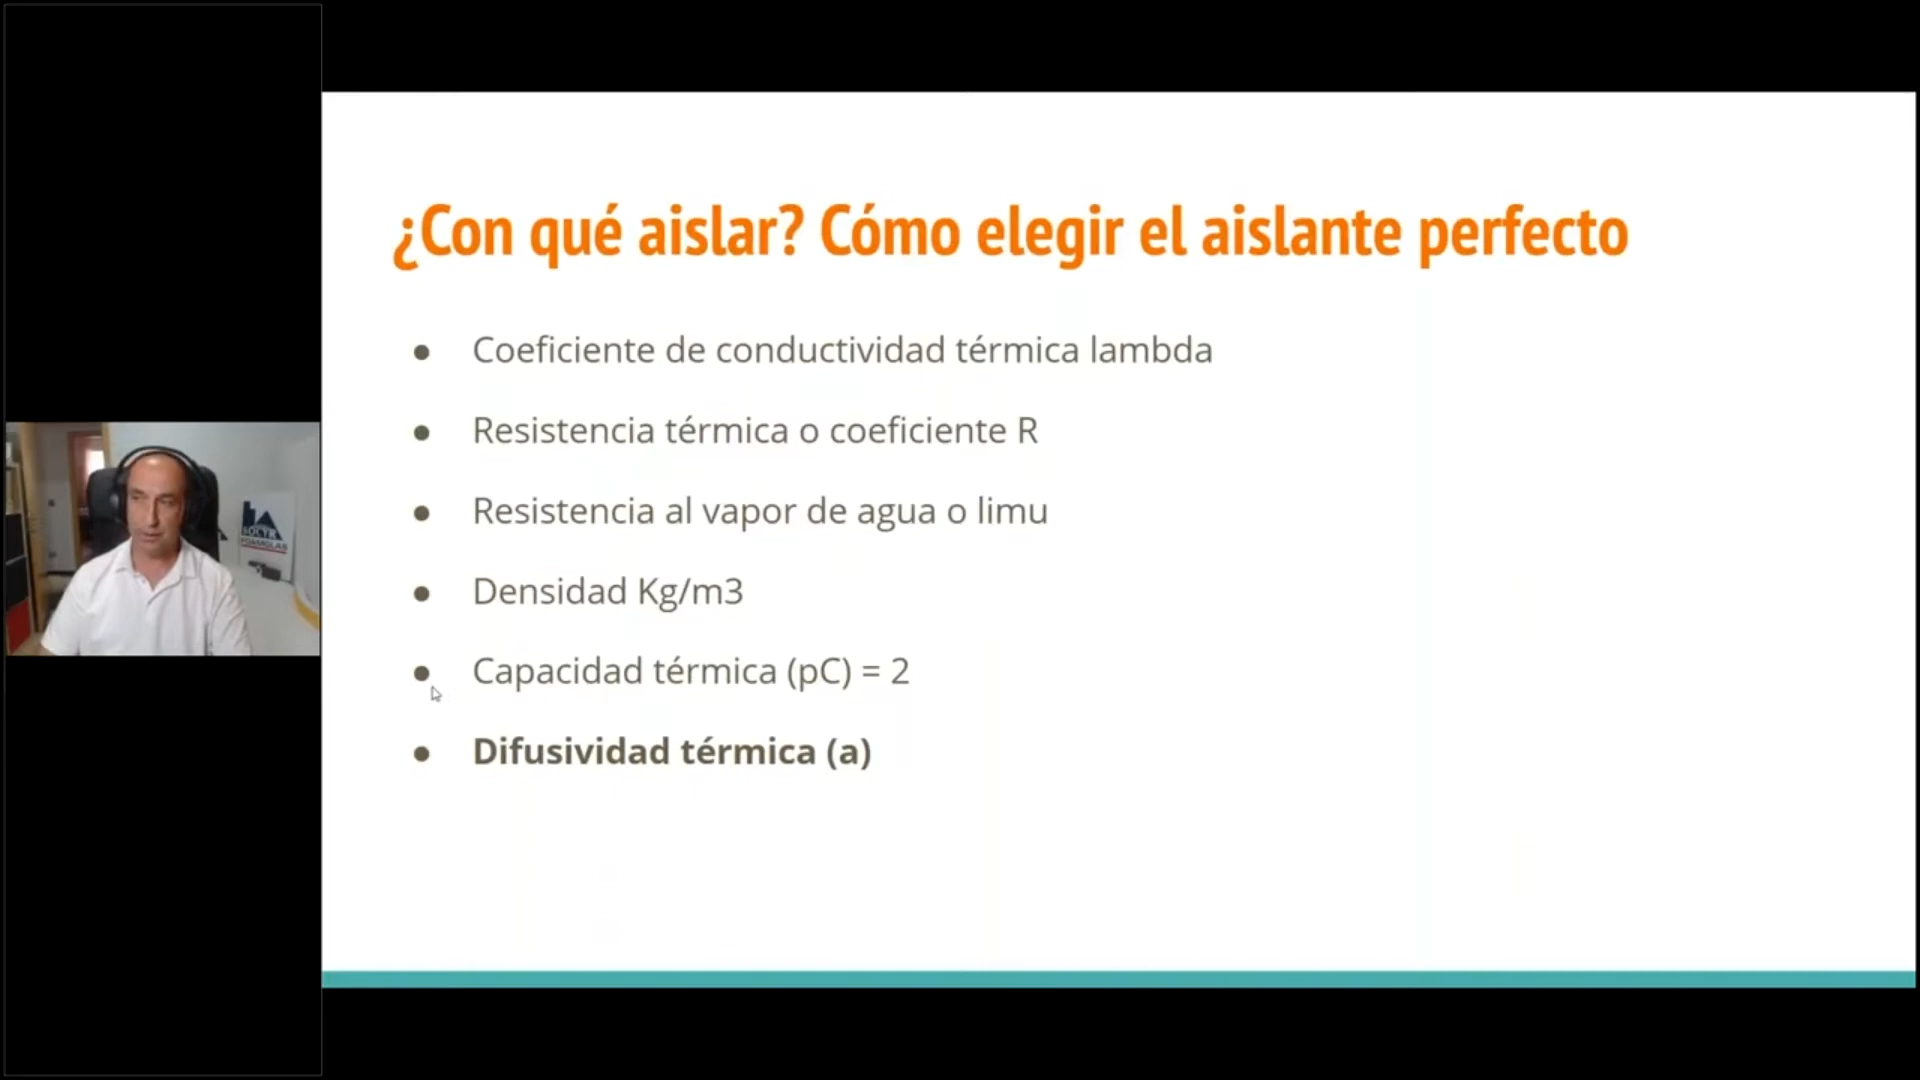 ¿Con qué aislar? Cómo elegir el aislante perfecto
Coeficiente de conductividad térmica lambda
Resistencia térmica o coeficiente R
Resistencia al vapor de agua o limu
Densidad Kg/m3
Capacidad térmica (pC) = 2
Difusividad térmica (a)